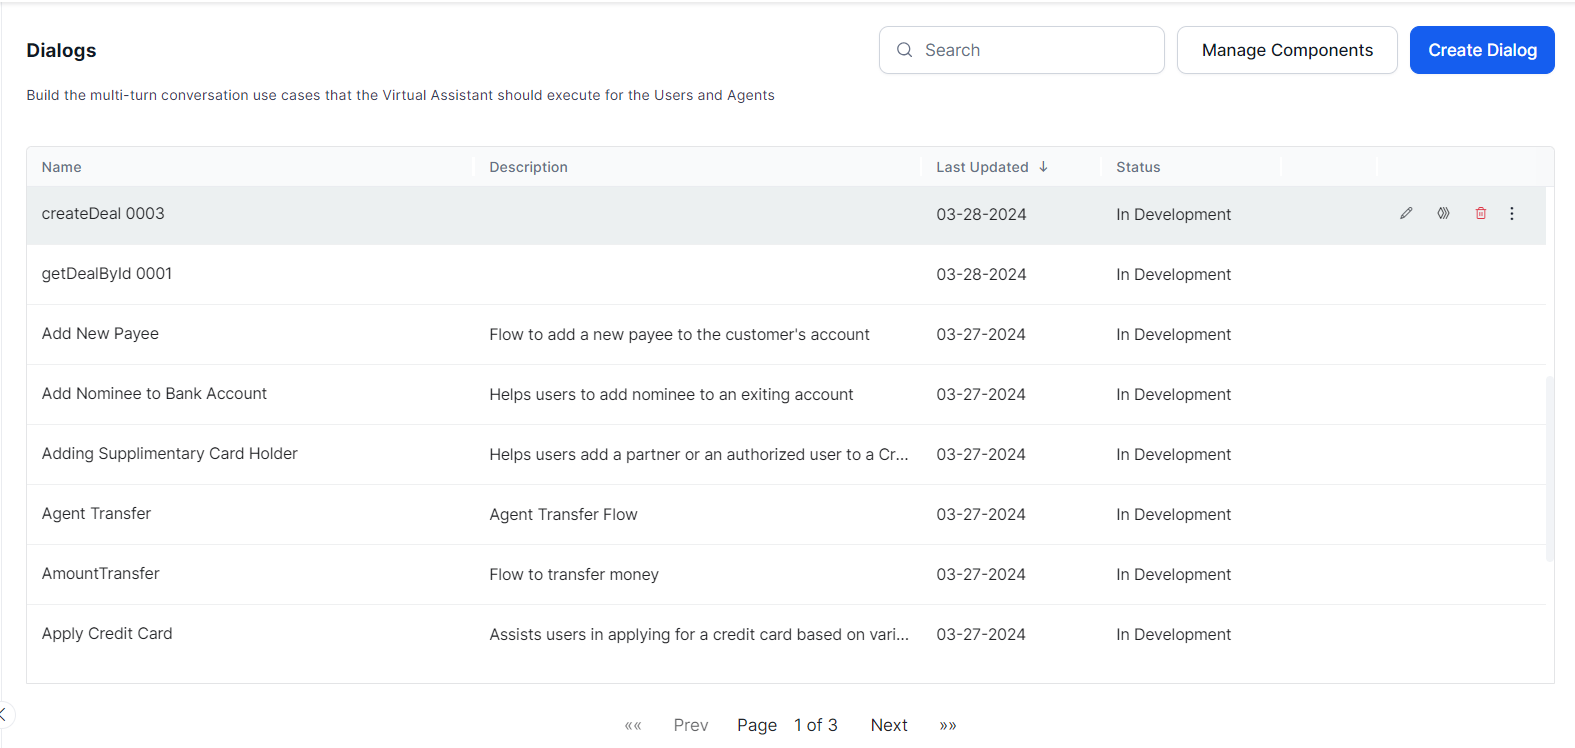 Dialogs
Search
Manage Components
Create Dialog
Build the multi-turn conversation use cases that the Virtual Assistant should execute for the Users and Agents
Name Description Last Updated ↓ Status
createDeal 0003 03-28-2024 In Development
getDealById 0001 03-28-2024 In Development
Add New Payee Flow to add a new payee to the customer's account 03-27-2024 In Development
Add Nominee to Bank Account Helps users to add nominee to an exiting account 03-27-2024 In Development
Adding Supplimentary Card Holder Helps users add a partner or an authorized user to a Cr... 03-27-2024 In Development
Agent Transfer Agent Transfer Flow 03-27-2024 In Development
AmountTransfer Flow to transfer money 03-27-2024 In Development
Apply Credit Card Assists users in applying for a credit card based on vari... 03-27-2024 In Development
«« Prev Page 1 of 3 Next »»